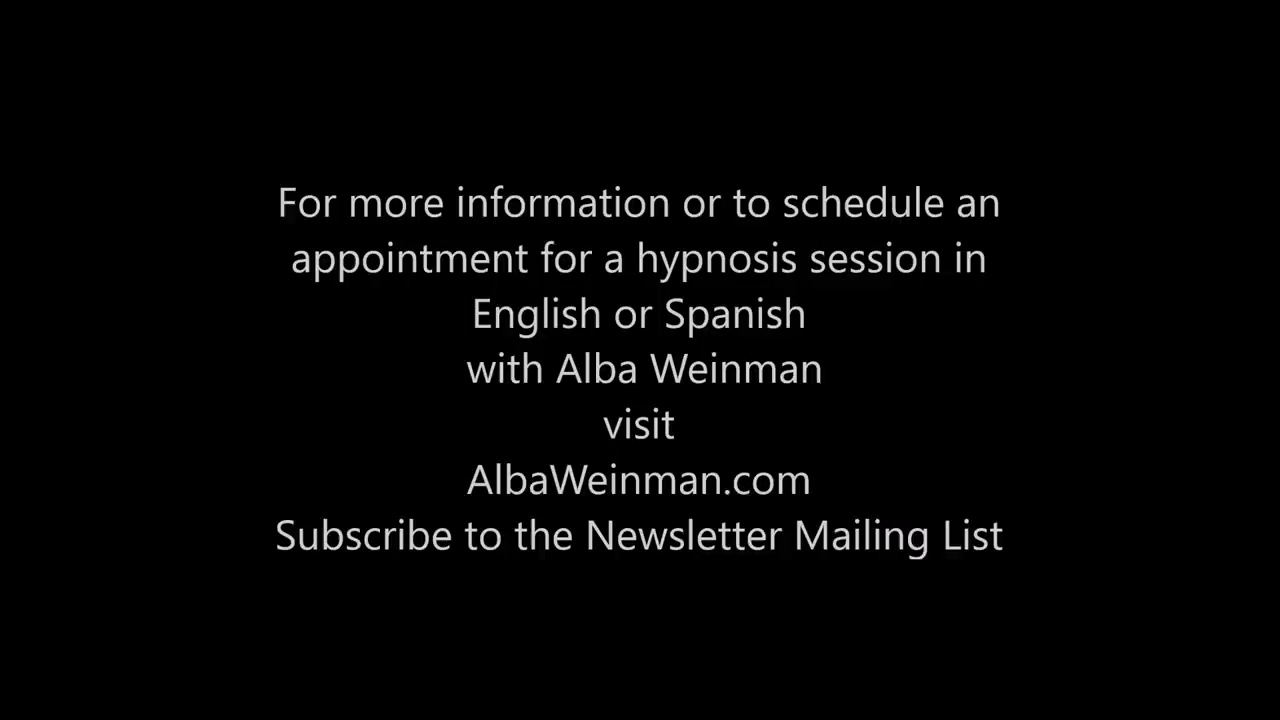 For more information or to schedule an
appointment for a hypnosis session in
English or Spanish
with Alba Weinman
visit
AlbaWeinman.com
Subscribe to the Newsletter Mailing List